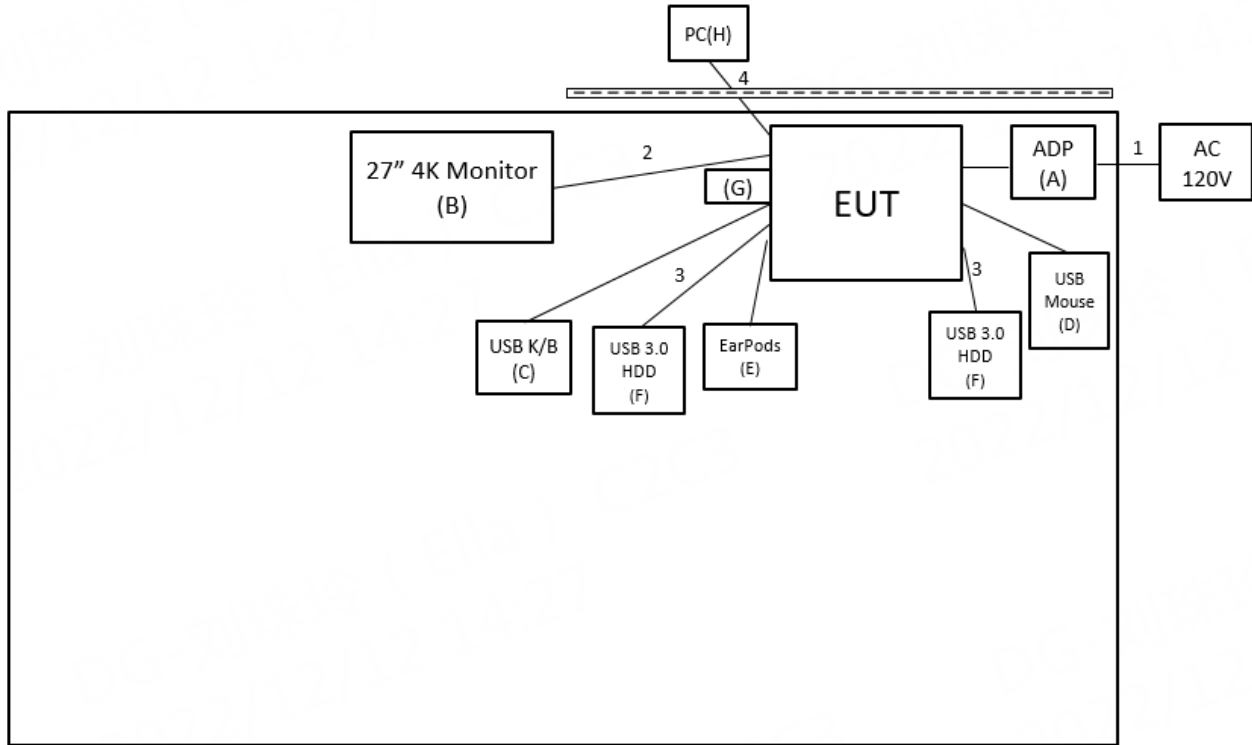 PC(H)
4
27” 4K Monitor
(B)
2
(G)
EUT
ADP
(A)
1
AC
120V
3
3
USB K/B
(C)
USB 3.0
HDD
(F)
EarPods
(E)
USB 3.0
HDD
(F)
USB
Mouse
(D)